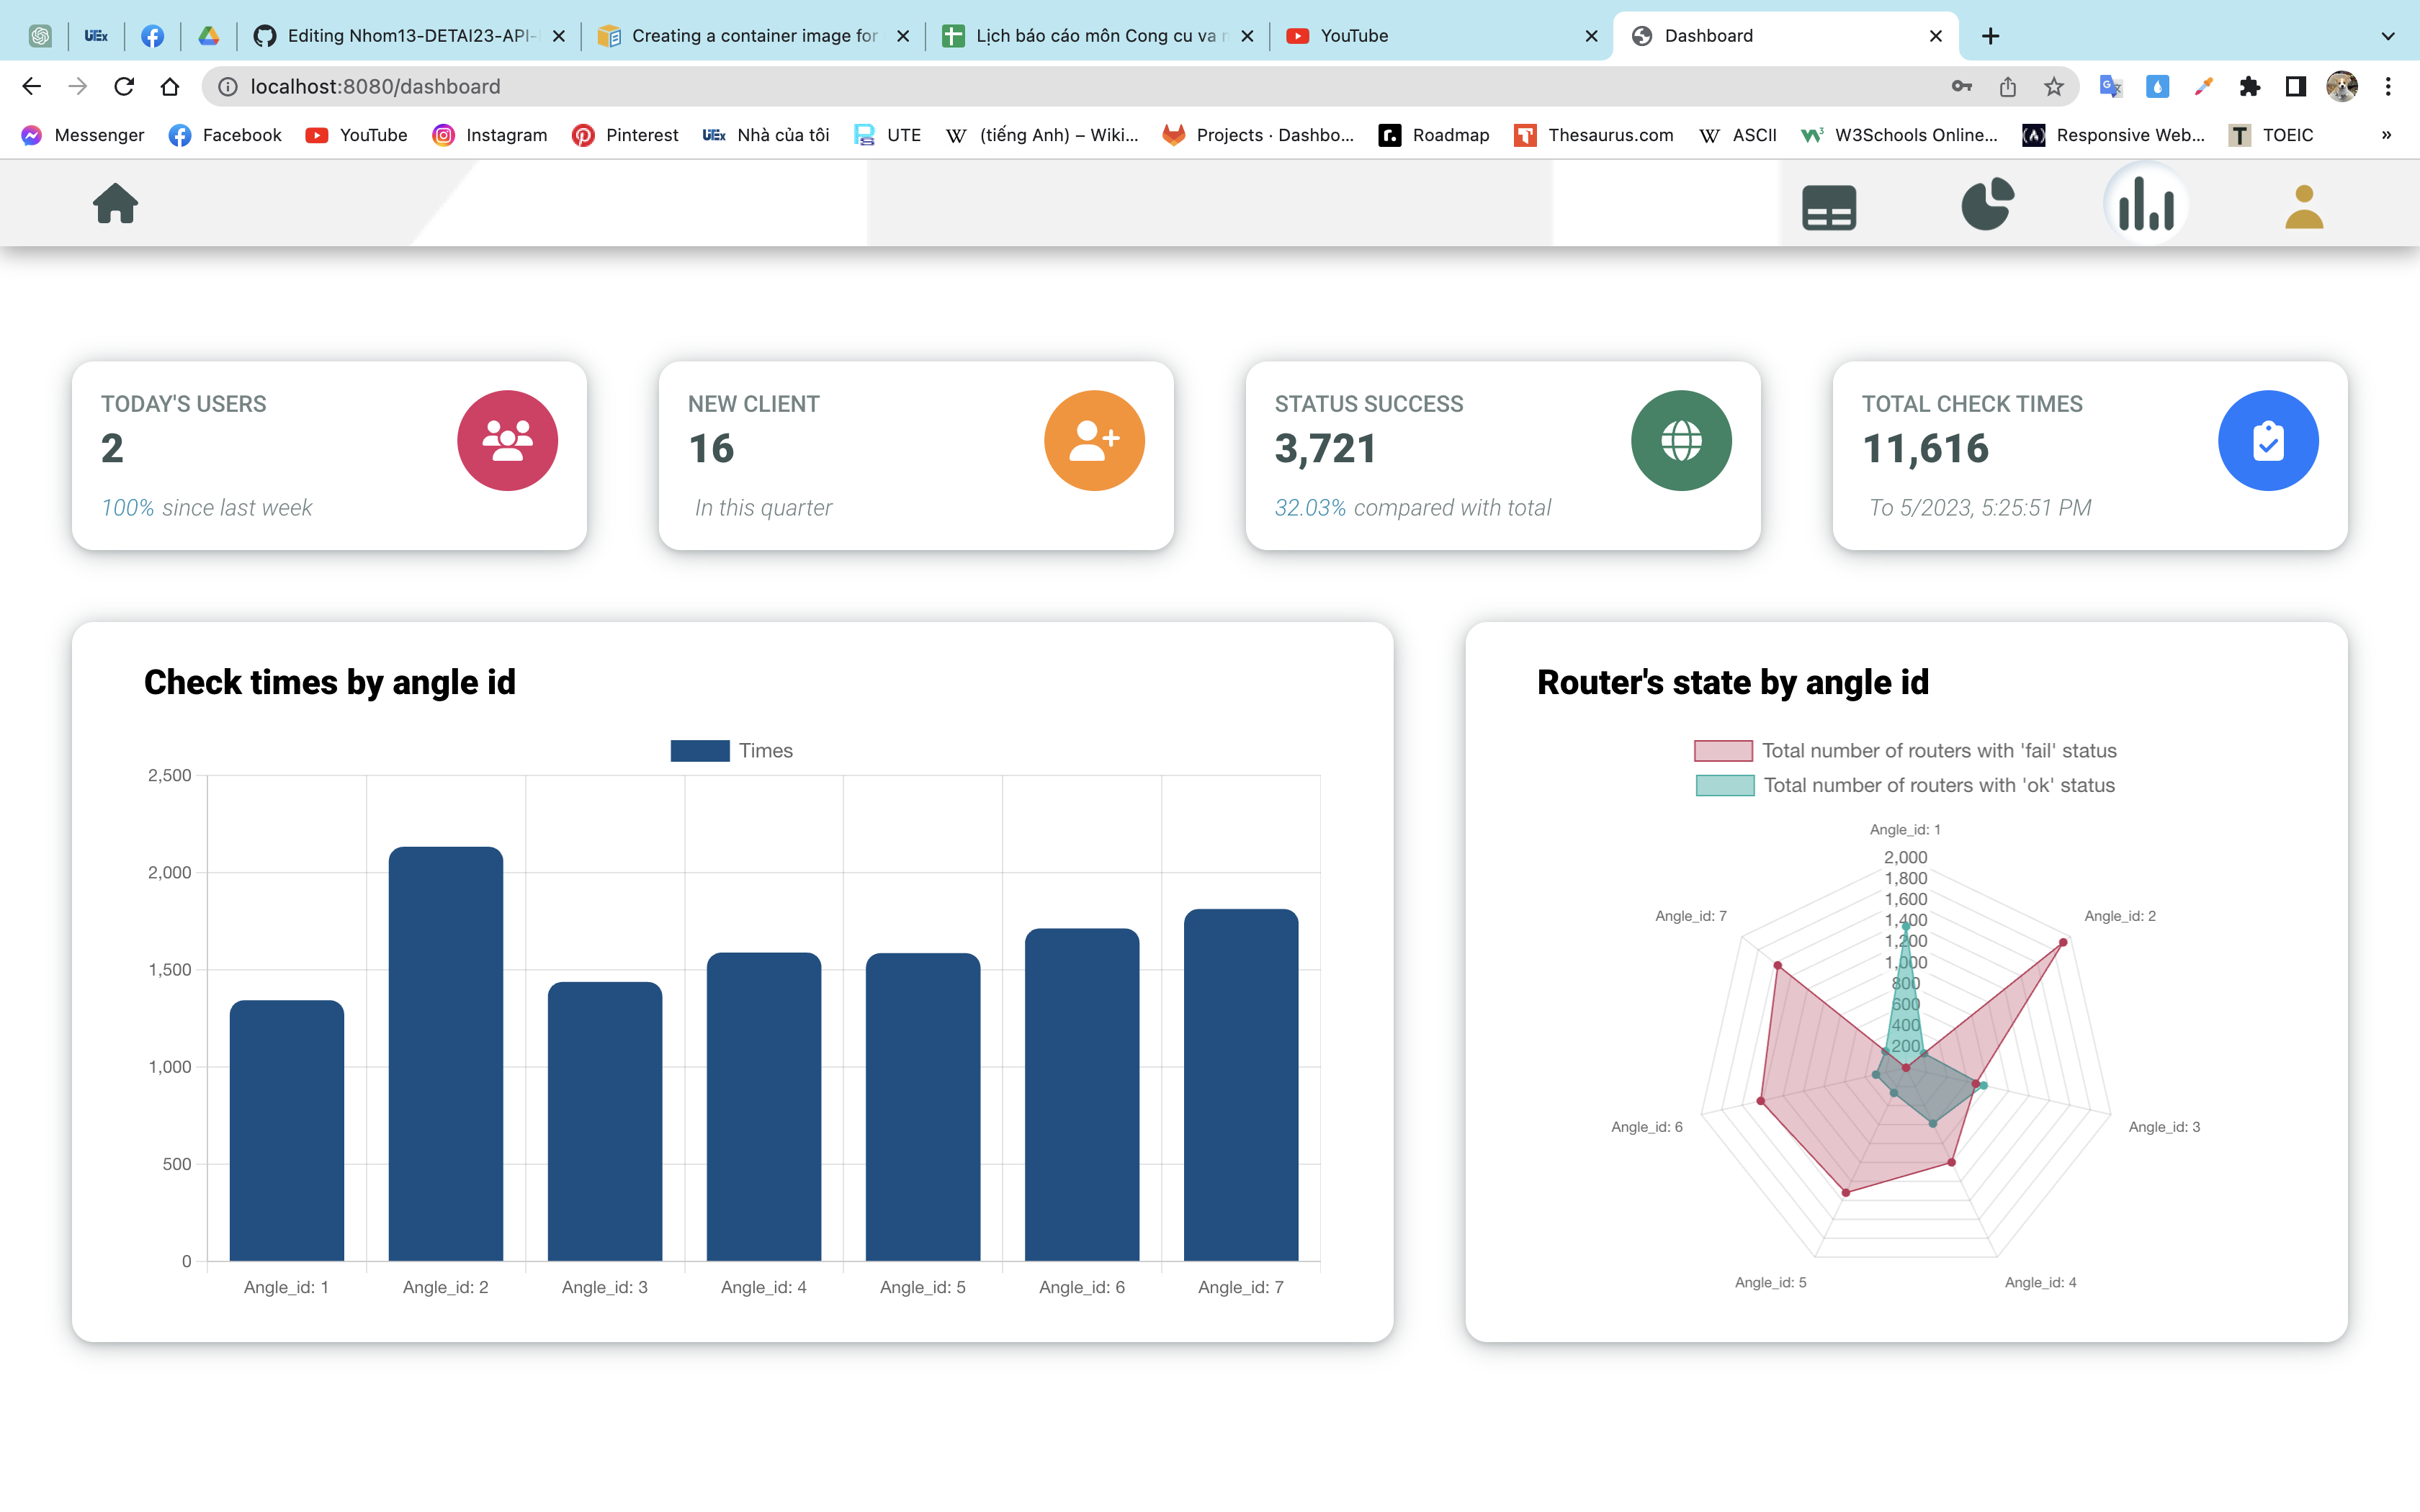 UTEx
Editing Nhom13-DETAI23-API-
Creating a container image for
Lịch báo cáo môn Cong cu va
YouTube
Dashboard
localhost:8080/dashboard
Messenger
Facebook
YouTube
Instagram
Pinterest
UTEx Nhà của tôi
UTE
W (tiếng Anh) – Wiki...
Projects · Dashbo...
r. Roadmap
T Thesaurus.com
W ASCII
W3Schools Online...
(A) Responsive Web...
T TOEIC
»
TODAY'S USERS
2
100% since last week
NEW CLIENT
16
In this quarter
STATUS SUCCESS
3,721
32.03% compared with total
TOTAL CHECK TIMES
11,616
To 5/2023, 5:25:51 PM
Check times by angle id
Times
2,500
2,000
1,500
1,000
500
0
Angle_id: 1
Angle_id: 2
Angle_id: 3
Angle_id: 4
Angle_id: 5
Angle_id: 6
Angle_id: 7
Router's state by angle id
Total number of routers with 'fail' status
Total number of routers with 'ok' status
Angle_id: 1
2,000
1,800
1,600
1,400
1,200
1,000
800
600
400
200
Angle_id: 7
Angle_id: 2
Angle_id: 6
Angle_id: 3
Angle_id: 5
Angle_id: 4